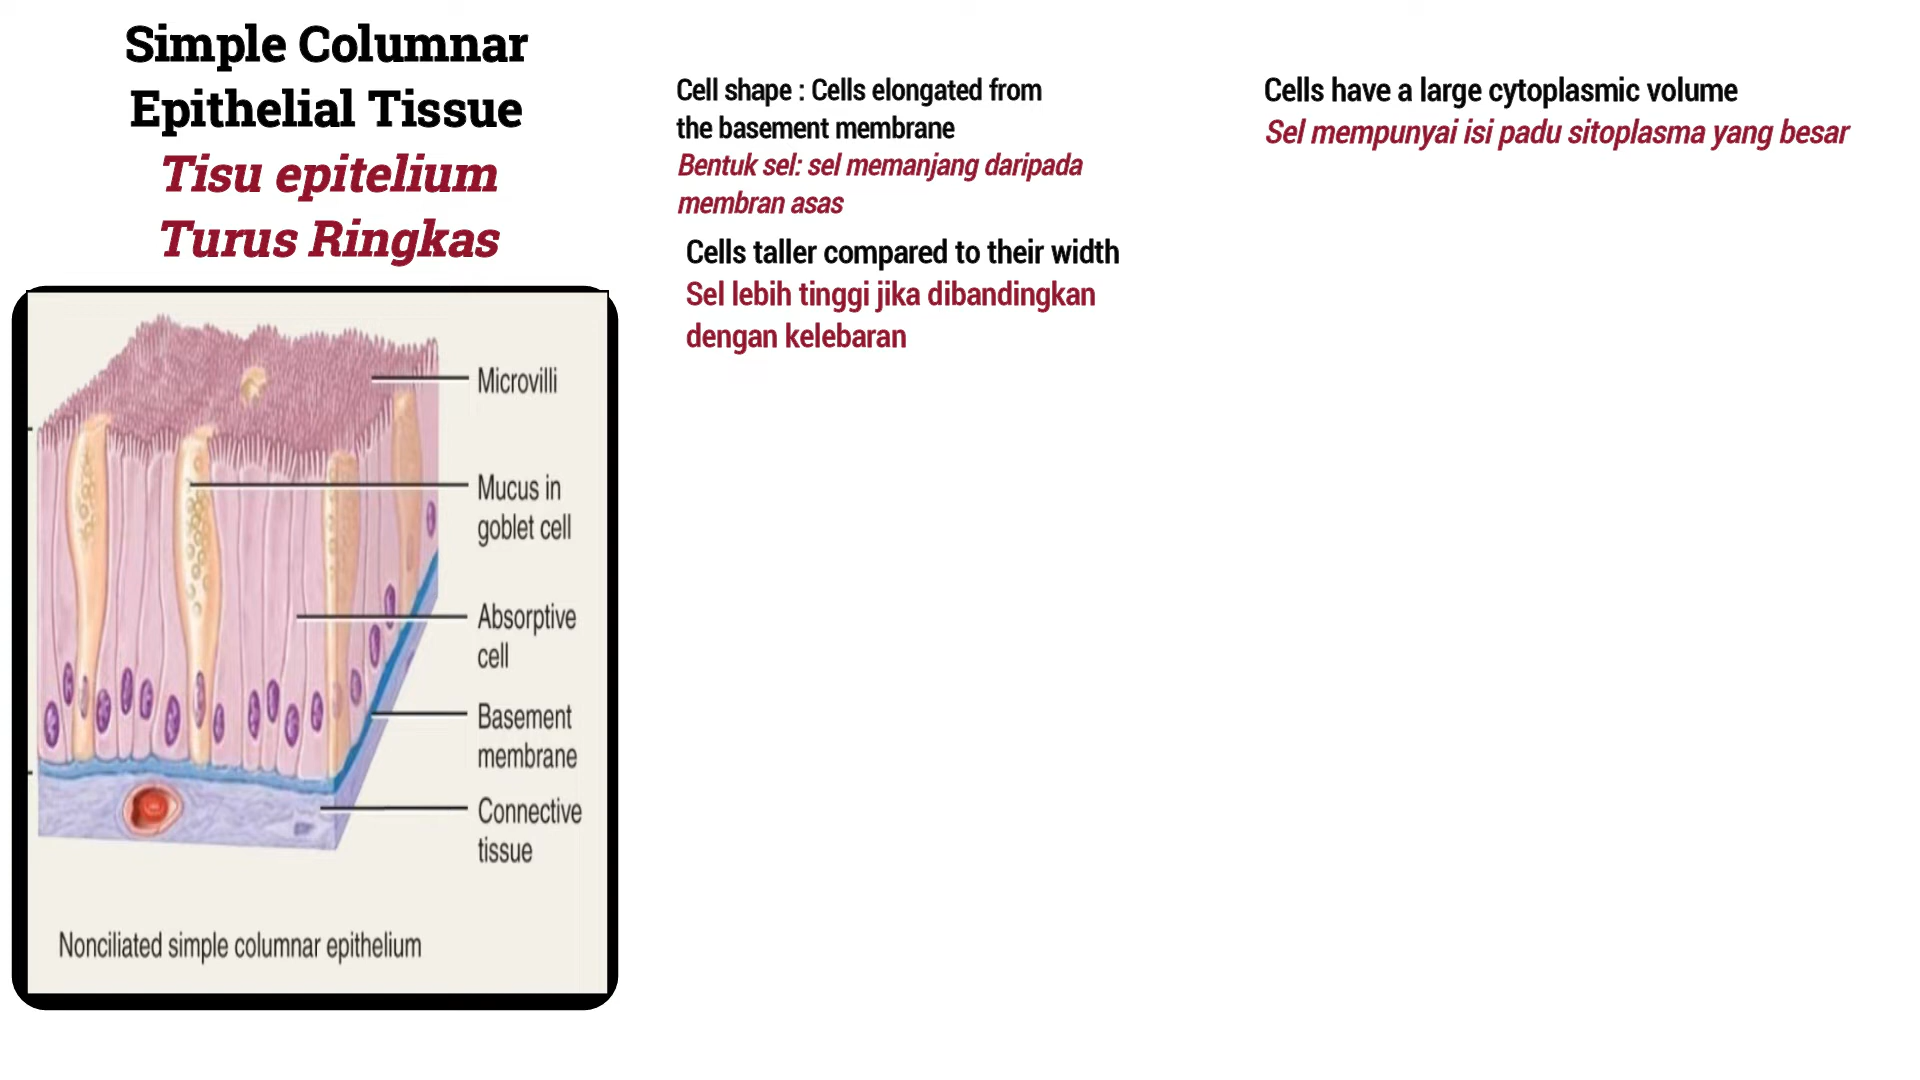 Simple Columnar
Epithelial Tissue
Tisu epitelium
Turus Ringkas
Microvilli
Mucus in
goblet cell
Absorptive
cell
Basement
membrane
Connective
tissue
Nonciliated simple columnar epithelium
Cell shape : Cells elongated from
the basement membrane
Bentuk sel: sel memanjang daripada
membran asas
Cells taller compared to their width
Sel lebih tinggi jika dibandingkan
dengan kelebaran
Cells have a large cytoplasmic volume
Sel mempunyai isi padu sitoplasma yang besar